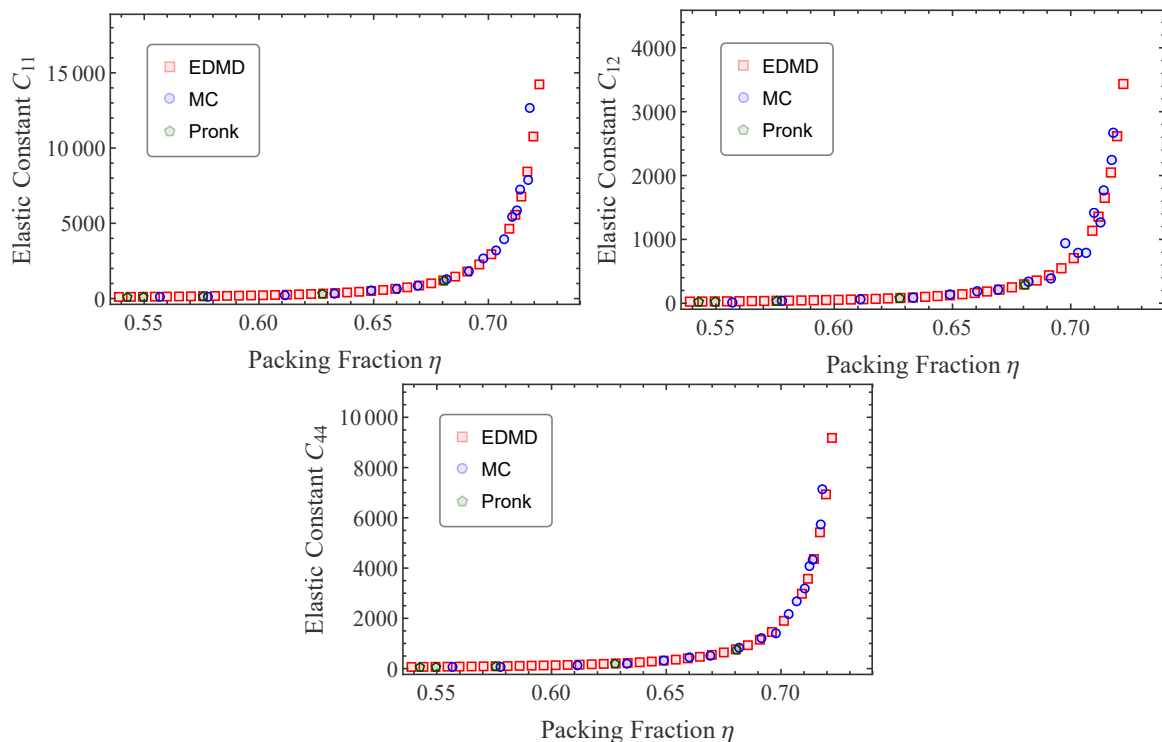 Elastic Constant C11
15 000
10 000
5000
0
EDMD
MC
Pronk
0.55 0.60 0.65 0.70
Packing Fraction η
Elastic Constant C12
4000
3000
2000
1000
0
EDMD
MC
Pronk
0.55 0.60 0.65 0.70
Packing Fraction η
Elastic Constant C44
10 000
8000
6000
4000
2000
0
EDMD
MC
Pronk
0.55 0.60 0.65 0.70
Packing Fraction η